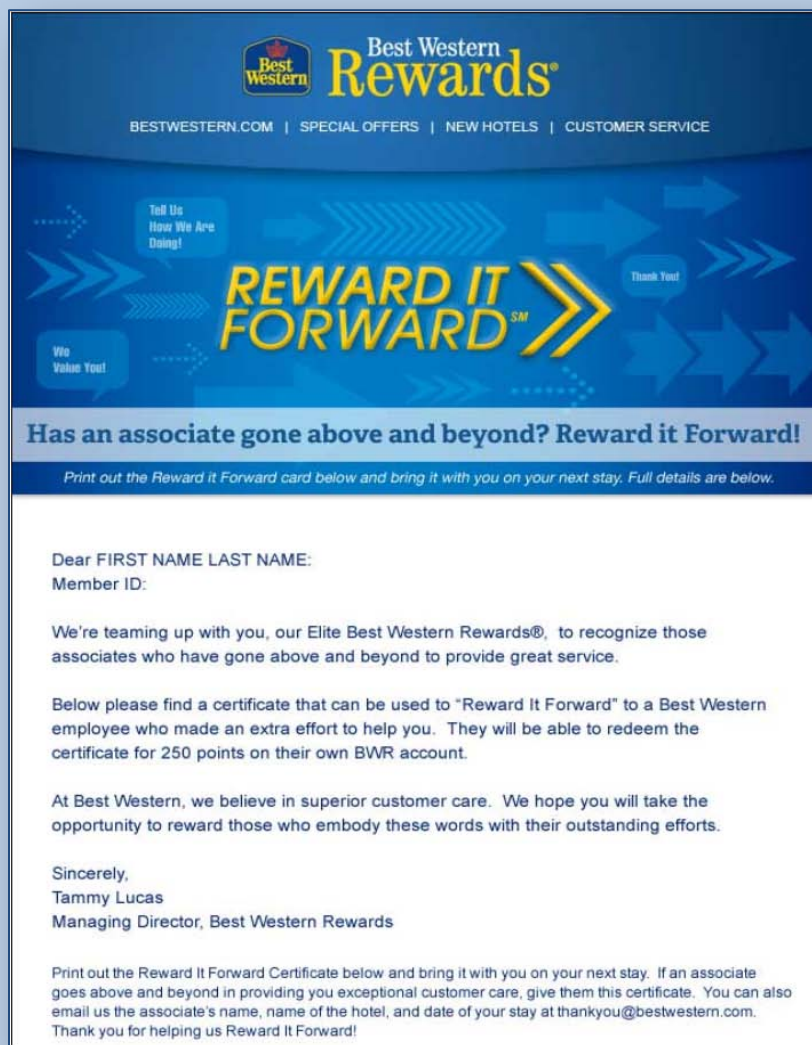 Best
Western
Best Western
Rewards®
BESTWESTERN.COM | SPECIAL OFFERS | NEW HOTELS | CUSTOMER SERVICE
Tell Us
How We Are
Doing!
REWARD IT
FORWARD SM
Thank You!
We
Value You!
Has an associate gone above and beyond? Reward it Forward!
Print out the Reward it Forward card below and bring it with you on your next stay. Full details are below.
Dear FIRST NAME LAST NAME:
Member ID:
We're teaming up with you, our Elite Best Western Rewards®, to recognize those
associates who have gone above and beyond to provide great service.
Below please find a certificate that can be used to "Reward It Forward" to a Best Western
employee who made an extra effort to help you. They will be able to redeem the
certificate for 250 points on their own BWR account.
At Best Western, we believe in superior customer care. We hope you will take the
opportunity to reward those who embody these words with their outstanding efforts.
Sincerely,
Tammy Lucas
Managing Director, Best Western Rewards
Print out the Reward It Forward Certificate below and bring it with you on your next stay. If an associate
goes above and beyond in providing you exceptional customer care, give them this certificate. You can also
email us the associate's name, name of the hotel, and date of your stay at thankyou@bestwestern.com.
Thank you for helping us Reward It Forward!